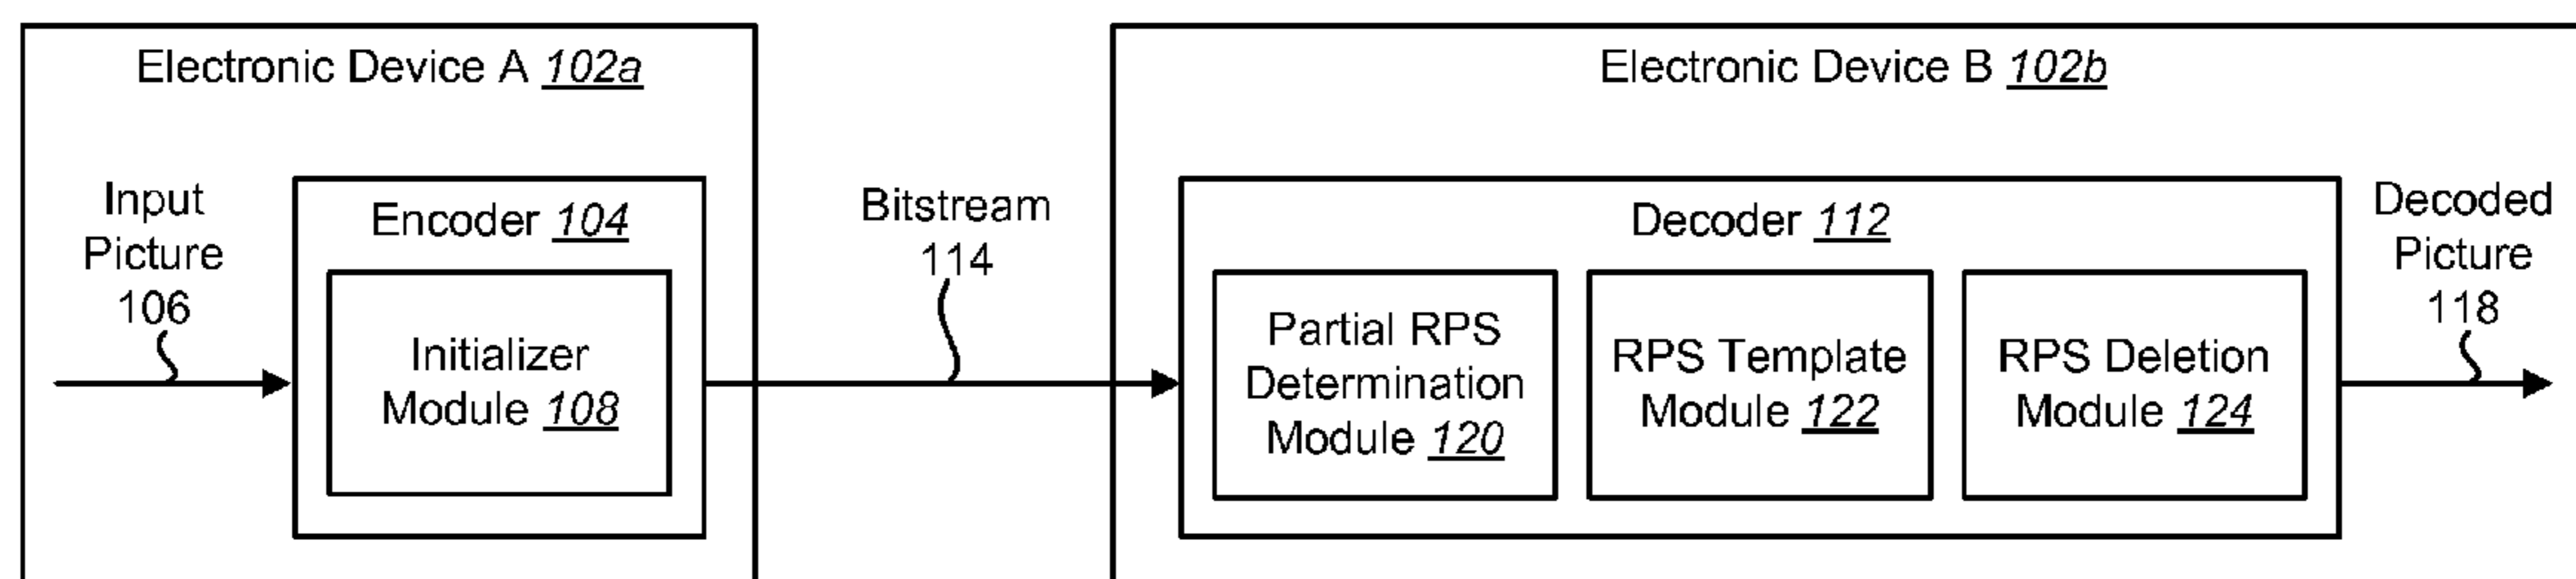 Electronic Device A 102a
Electronic Device B 102b
Input
Picture
106
Encoder 104
Initializer
Module 108
Bitstream
114
Decoder 112
Partial RPS
Determination
Module 120
RPS Template
Module 122
RPS Deletion
Module 124
Decoded
Picture
118